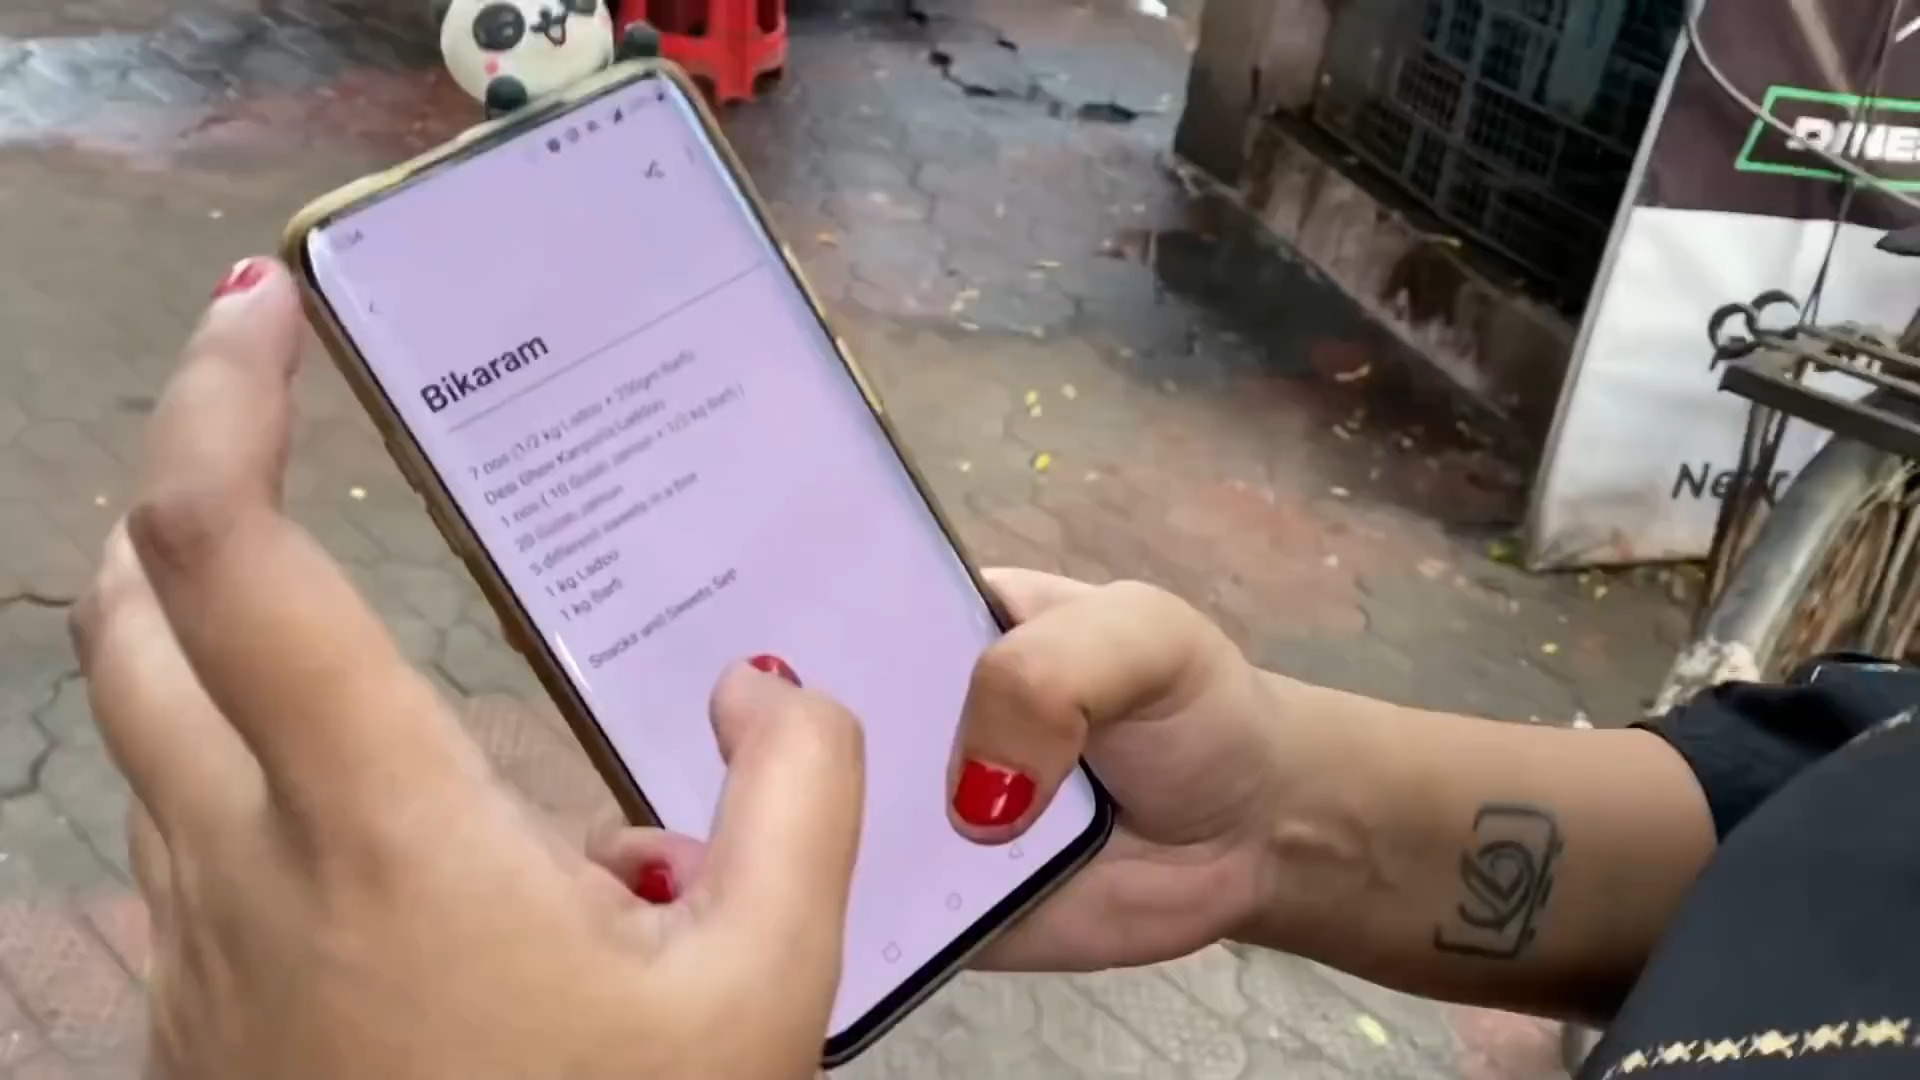 Bikaram
7 nos (1/2 kg Ladoo + 250gm Barfi)
Desi Ghee Laddoo
1 nos ( 10 Gulab Jamun + 1/2 kg Barfi )
20 Gulab Jamun
5 different sweets in a box
1 kg Ladoo
1 kg Barfi
Snacks and Sweets Set